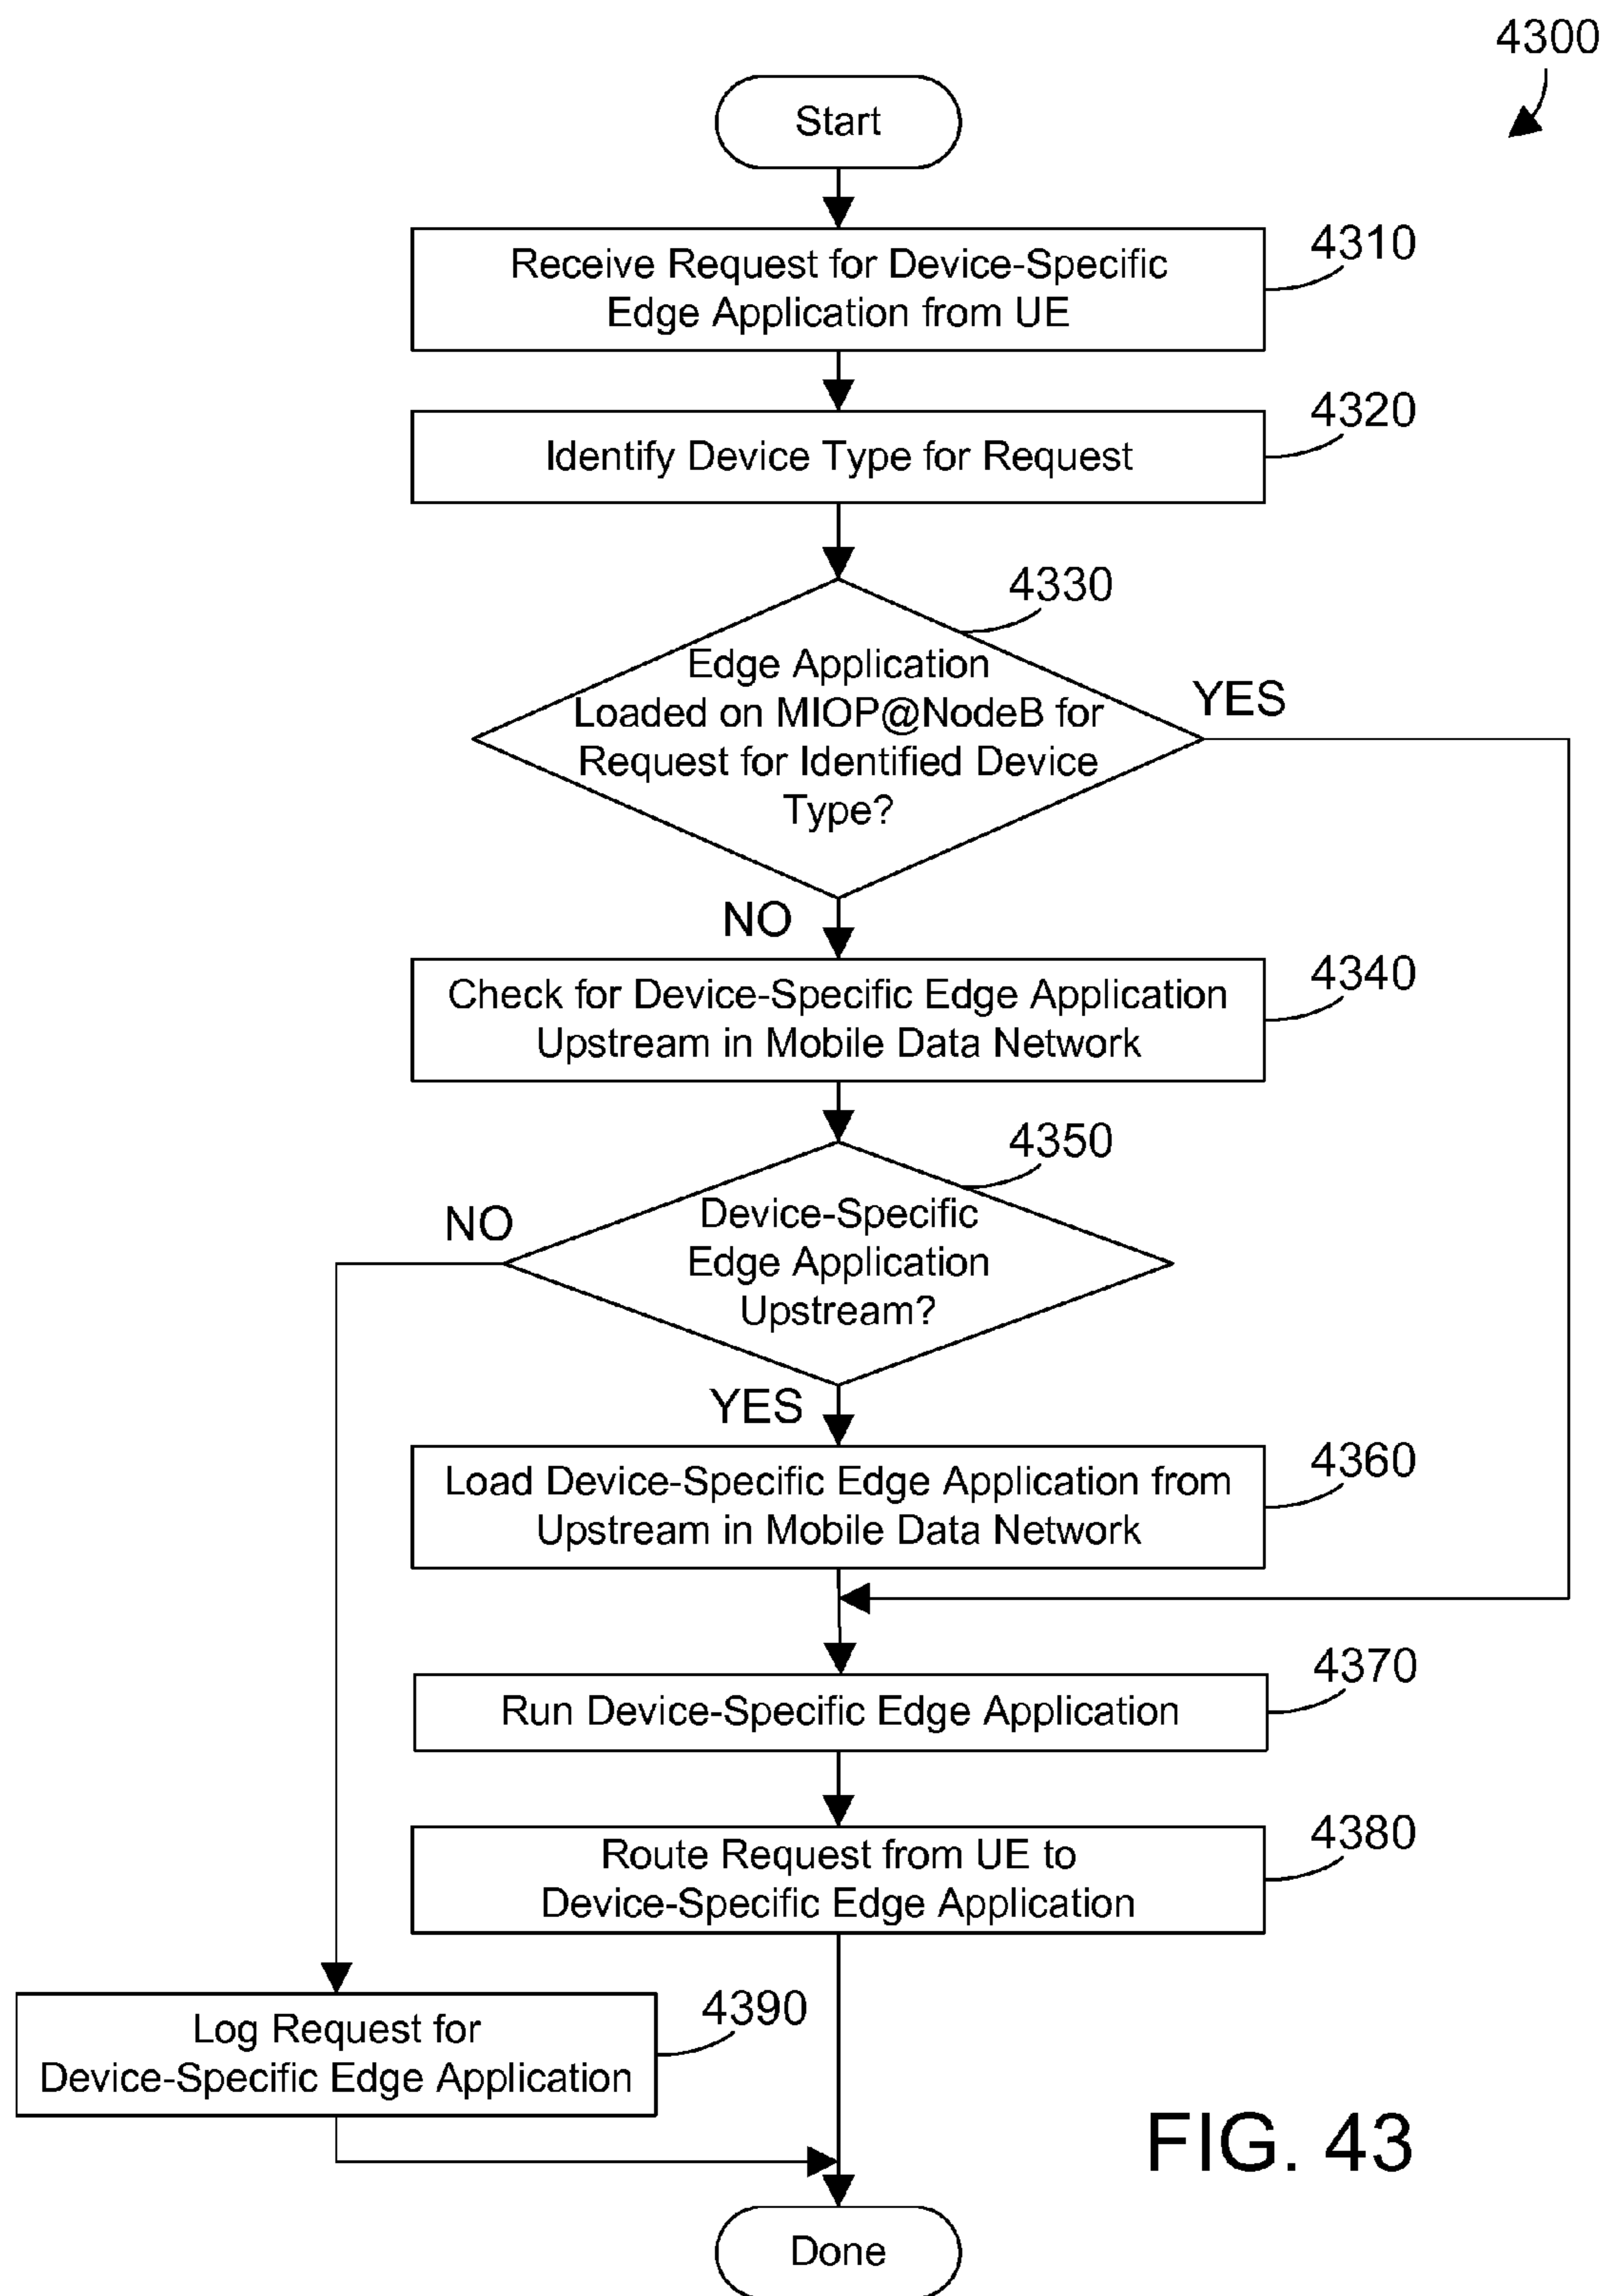 4300
Start
4310
Receive Request for Device-Specific
Edge Application from UE
4320
Identify Device Type for Request
4330
Edge Application
Loaded on MIOP@NodeB for
Request for Identified Device
Type?
YES
NO
4340
Check for Device-Specific Edge Application
Upstream in Mobile Data Network
4350
Device-Specific
Edge Application
Upstream?
NO
YES
4360
Load Device-Specific Edge Application from
Upstream in Mobile Data Network
4370
Run Device-Specific Edge Application
4380
Route Request from UE to
Device-Specific Edge Application
4390
Log Request for
Device-Specific Edge Application
FIG. 43
Done